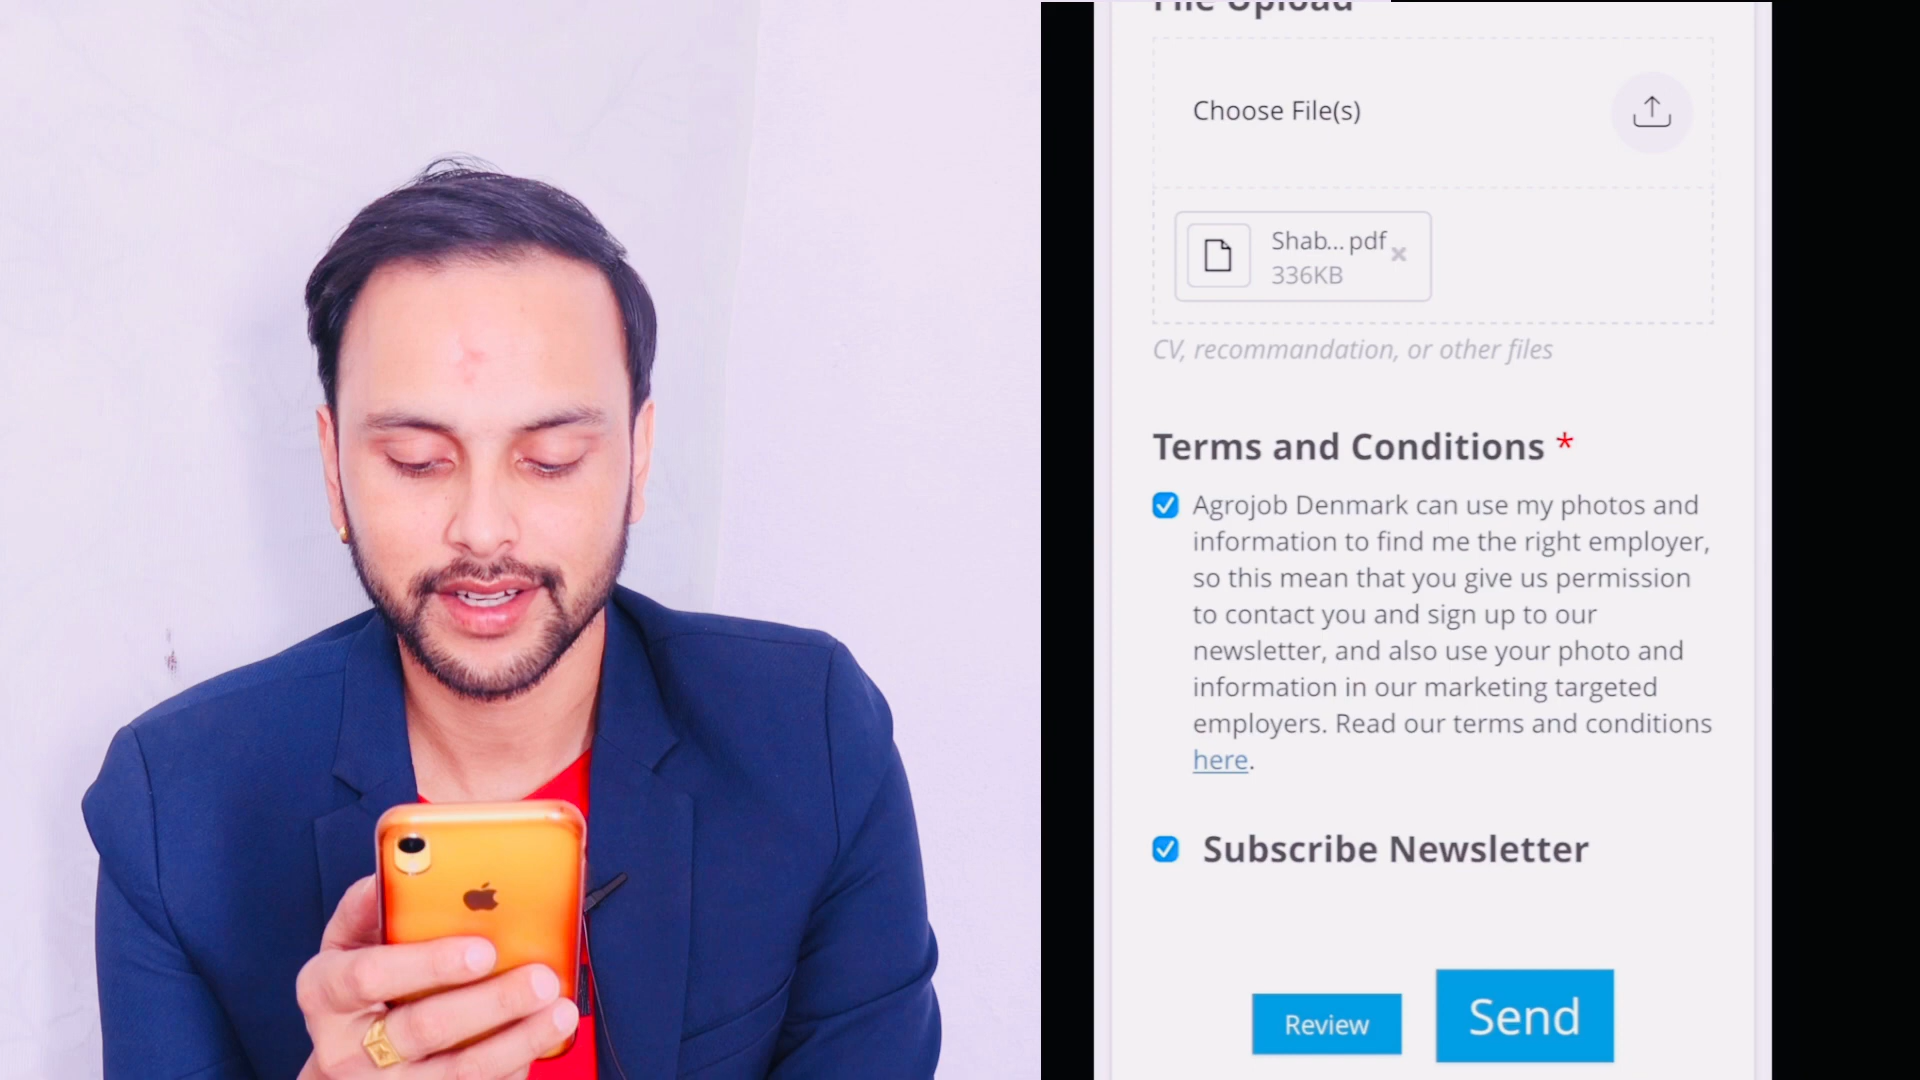 File Upload
Choose File(s)
Shab... pdf
336KB
CV, recommandation, or other files
Terms and Conditions *
Agrojob Denmark can use my photos and
information to find me the right employer,
so this mean that you give us permission
to contact you and sign up to our
newsletter, and also use your photo and
information in our marketing targeted
employers. Read our terms and conditions
here.
Subscribe Newsletter
Review
Send